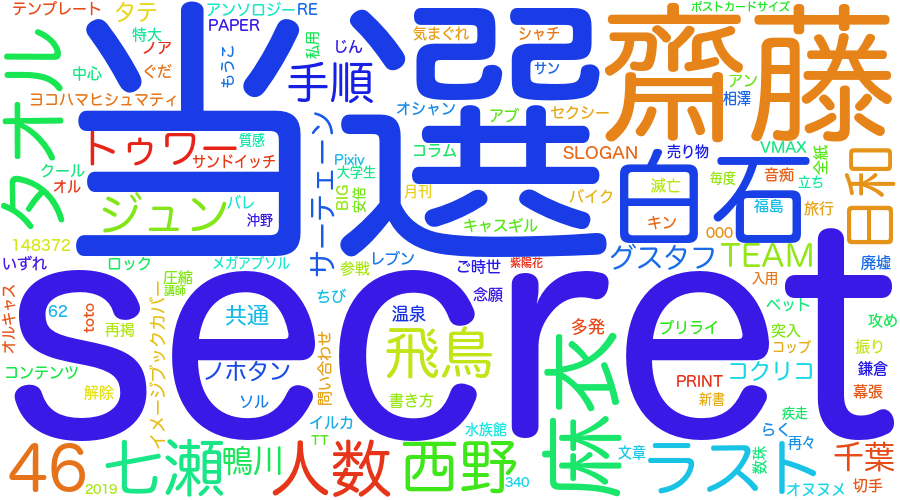 テンプレート
タテ
アンソロジー
RE
PAPER
特大
ノア
もうこ
私用
じん
気まぐれ
シャチ
サン
ポストカードサイズ
当選
齋藤
タオル
中心
ぐだ
手順
ヨコハマヒシュマティ
オシャン
アブ
セクシー
アン
相澤
トゥワー
質感
サンドイッチ
クール
オル
Pixiv
大学生
コラム
SLOGAN
売り物
VMAX
全紙
白石
滅亡
毎度
音痴
立ち
ジュン
バレ
沖野
サーティーン
BIG
安倍
月刊
バイク
キン
福島
旅行
日和
キャスギル
000
148372
いずれ
ロック
メガアブソル
参戦
レブン
ご時世
紫陽花
グスタフ
TEAM
廃墟
圧縮
講師
入用
secret
オルキャス
62
toto
再掲
イメージブックカバー
共通
ちび
温泉
念願
多発
プリライ
ベット
突入
攻め
コンテンツ
解除
ノホタン
問い合わせ
飛鳥
麻衣
コップ
振り
ソル
書き方
PRINT
コクリコ
鎌倉
新書
幕張
イルカ
TT
水族館
疾走
らく
再々
46
2019
七瀬
鴨川
人数
西野
340
文章
ラスト
数珠
千葉
オヌヌメ
切手